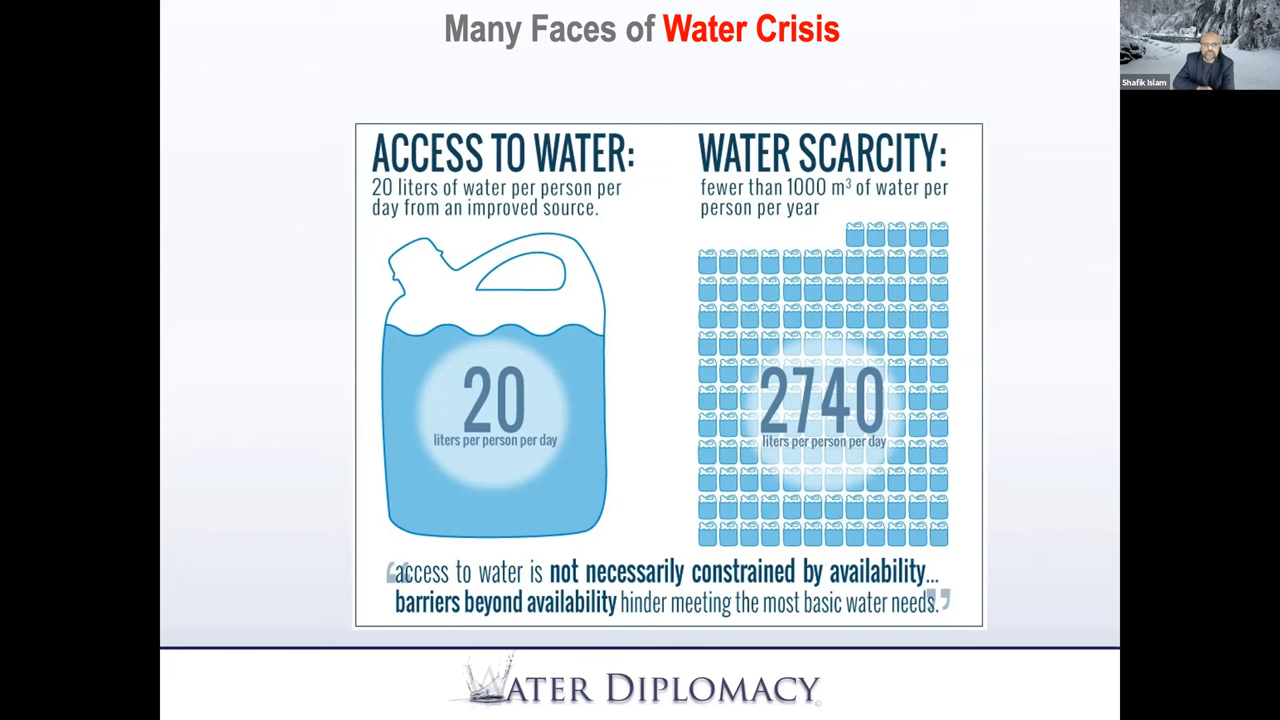 Many Faces of Water Crisis
Shafik Islam
ACCESS TO WATER:
20 liters of water per person per
day from an improved source.
20
liters per person per day
WATER SCARCITY:
fewer than 1000 m³ of water per
person per year
2740
liters per person per day
“access to water is not necessarily constrained by availability...
barriers beyond availability hinder meeting the most basic water needs.”
WATER DIPLOMACY©